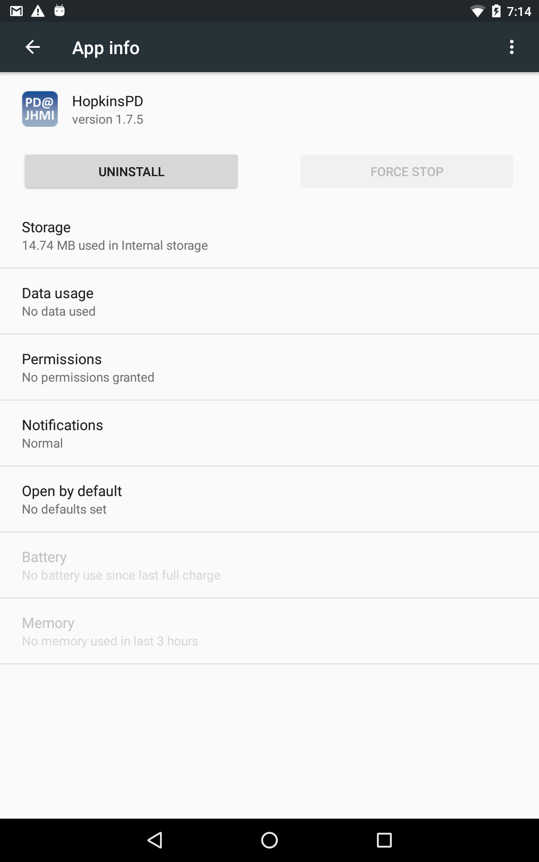 7:14
App info
PD@
JHMI
HopkinsPD
version 1.7.5
UNINSTALL
FORCE STOP
Storage
14.74 MB used in Internal storage
Data usage
No data used
Permissions
No permissions granted
Notifications
Normal
Open by default
No defaults set
Battery
No battery use since last full charge
Memory
No memory used in last 3 hours